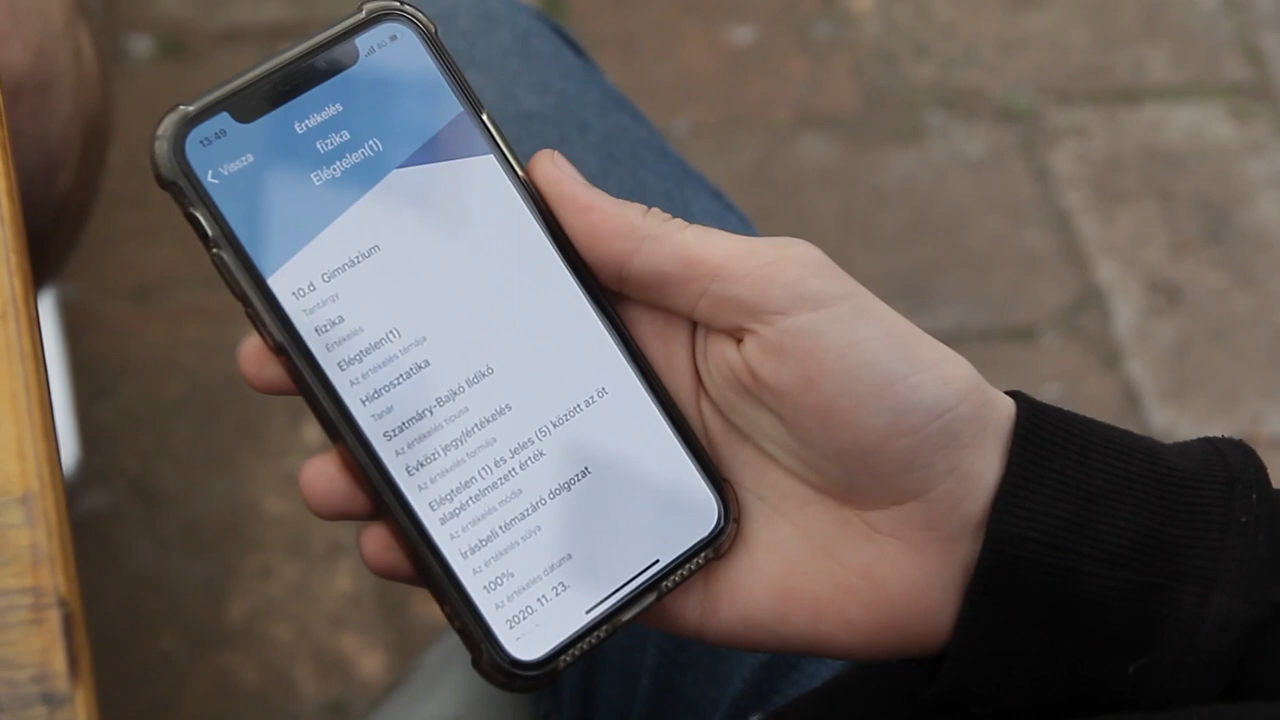 13:49
Vissza
Értékelés
fizika
Elégtelen(1)
10.d Gimnázium
Tantárgy
fizika
Értékelés
Elégtelen(1)
Az értékelés témája
Hidrosztatika
Tanár
Szatmáry-Bajkó Ildikó
Az értékelés típusa
Évközi jegy/értékelés
Az értékelés formája
Elégtelen (1) és Jeles (5) között az öt
alapértelmezett érték
Az értékelés módja
Írásbeli témazáró dolgozat
Az értékelés súlya
100%
Az értékelés dátuma
2020. 11. 23.